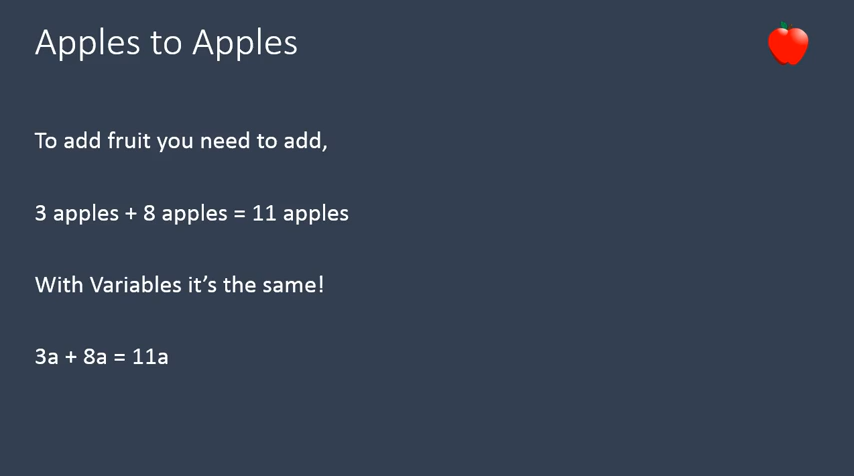 Apples to Apples
To add fruit you need to add,
3 apples + 8 apples = 11 apples
With Variables it’s the same!
3a + 8a = 11a